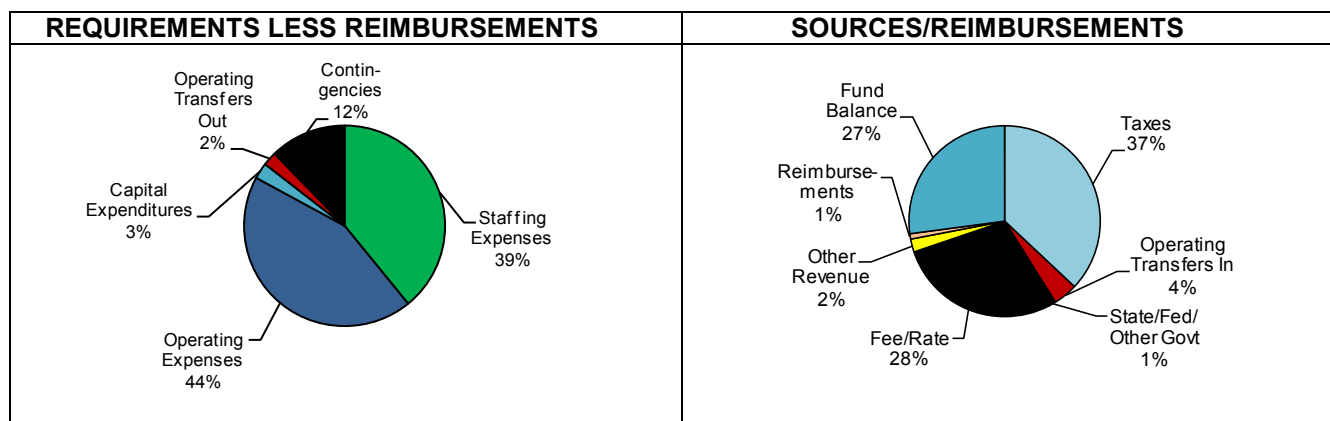 REQUIREMENTS LESS REIMBURSEMENTS
Contin-
gencies
12%
Operating
Transfers
Out
2%
Capital
Expenditures
3%
Staffing
Expenses
39%
Operating
Expenses
44%
SOURCES/REIMBURSEMENTS
Fund
Balance
27%
Taxes
37%
Reimburse-
ments
1%
Other
Revenue
2%
Operating
Transfers In
4%
State/Fed/
Other Govt
1%
Fee/Rate
28%